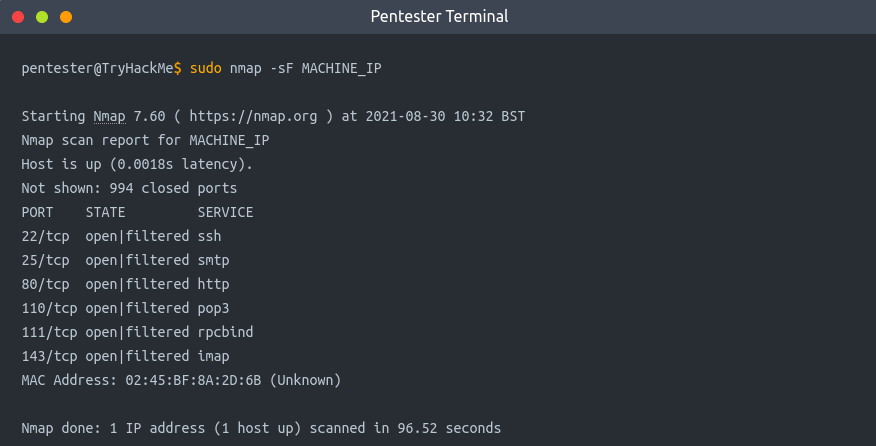 Pentester Terminal
pentester@TryHackMe$ sudo nmap -sF MACHINE_IP
Starting Nmap 7.60 ( https://nmap.org ) at 2021-08-30 10:32 BST
Nmap scan report for MACHINE_IP
Host is up (0.0018s latency).
Not shown: 994 closed ports
PORT    STATE         SERVICE
22/tcp  open|filtered ssh
25/tcp  open|filtered smtp
80/tcp  open|filtered http
110/tcp open|filtered pop3
111/tcp open|filtered rpcbind
143/tcp open|filtered imap
MAC Address: 02:45:BF:8A:2D:6B (Unknown)
Nmap done: 1 IP address (1 host up) scanned in 96.52 seconds